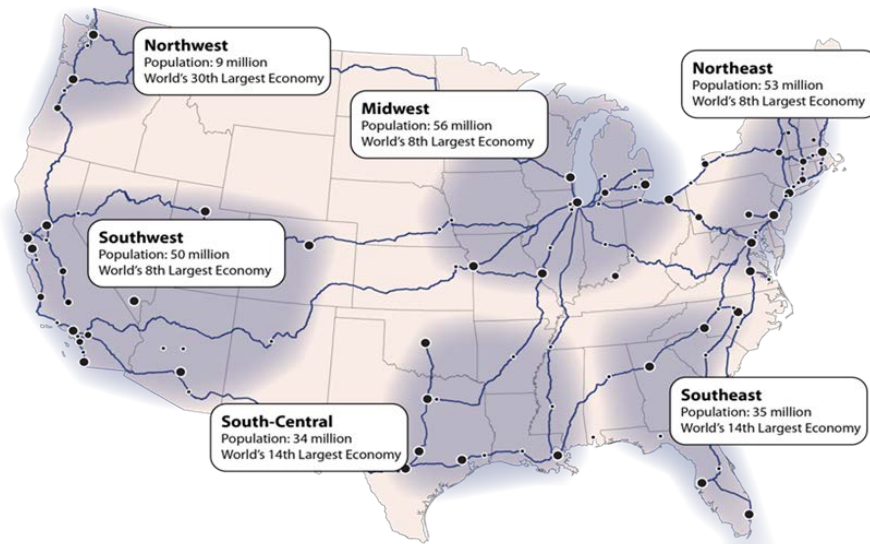 Northwest
Population: 9 million
World's 30th Largest Economy
Northeast
Population: 53 million
World's 8th Largest Economy
Midwest
Population: 56 million
World's 8th Largest Economy
Southwest
Population: 50 million
World's 8th Largest Economy
Southeast
Population: 35 million
World's 14th Largest Economy
South-Central
Population: 34 million
World's 14th Largest Economy